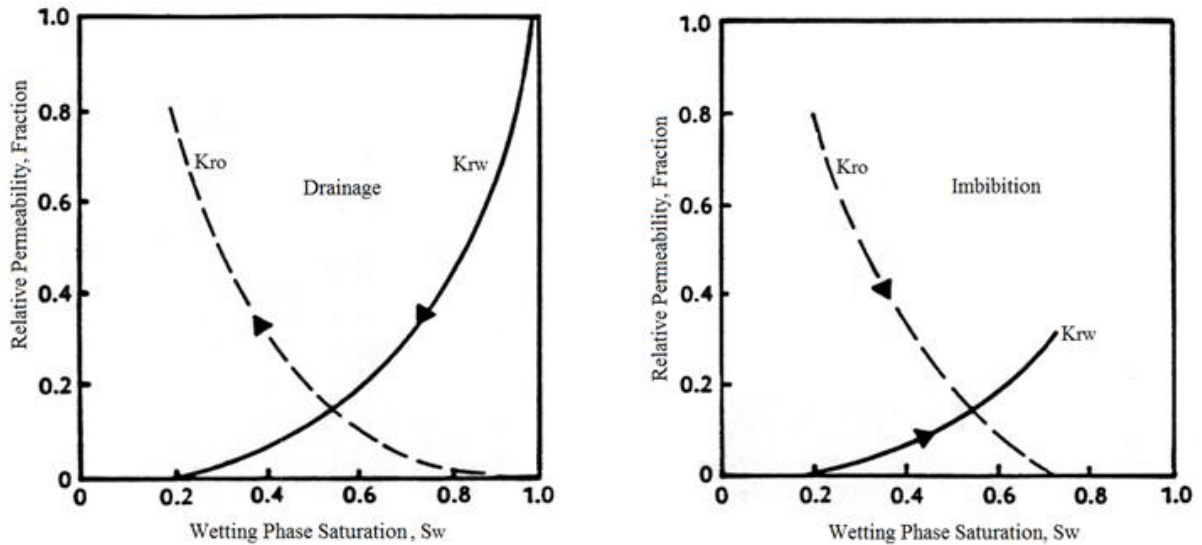 1.0
0.8
0.6
0.4
0.2
0
Relative Permeability, Fraction
Kro
Drainage
Krw
0 0.2 0.4 0.6 0.8 1.0
Wetting Phase Saturation , Sw
1.0
0.8
0.6
0.4
0.2
0
Relative Permeability, Fraction
Kro
Imbibition
Krw
0 0.2 0.4 0.6 0.8 1.0
Wetting Phase Saturation, Sw